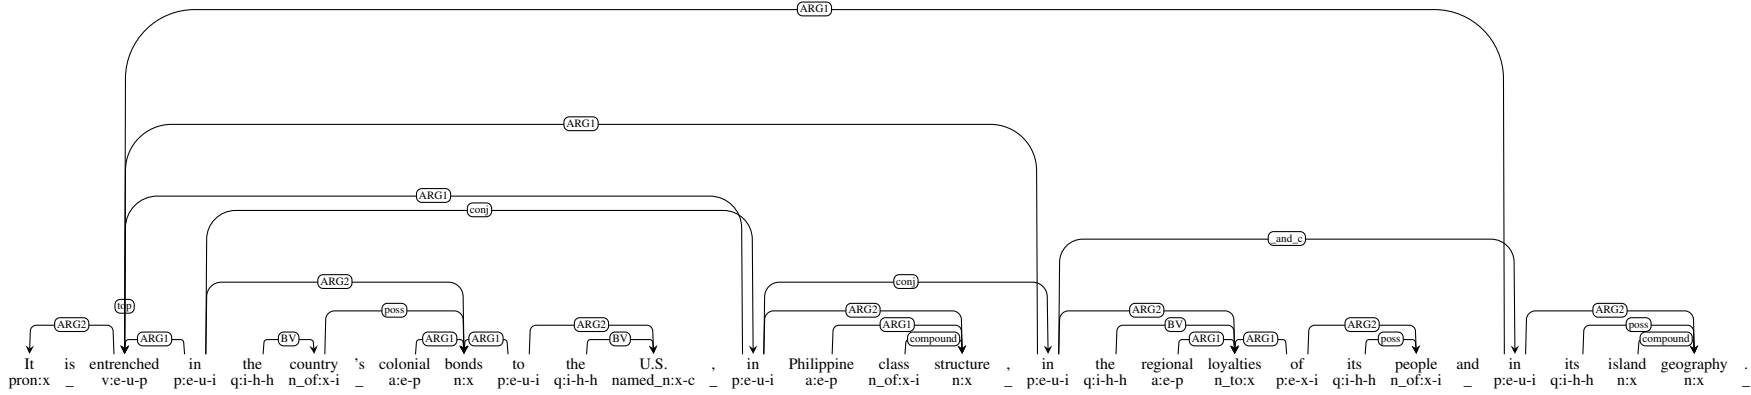 ARG1
ARG1
ARG1
conj
_and_c
ARG2 conj
top poss ARG2 ARG2 ARG2
ARG2 ARG2 ARG1 BV ARG2 poss
ARG1 BV ARG1 ARG1 BV compound ARG1 ARG1 poss compound
It is entrenched in the country 's colonial bonds to the U.S. , in Philippine class structure , in the regional loyalties of its people and in its island geography .
pron:x _ v:e-u-p p:e-u-i q:i-h-h n_of:x-i _ a:e-p n:x p:e-u-i q:i-h-h named_n:x-c _ p:e-u-i a:e-p n_of:x-i n:x _ p:e-u-i q:i-h-h a:e-p n_to:x p:e-x-i q:i-h-h n_of:x-i _ p:e-u-i q:i-h-h n:x n:x _